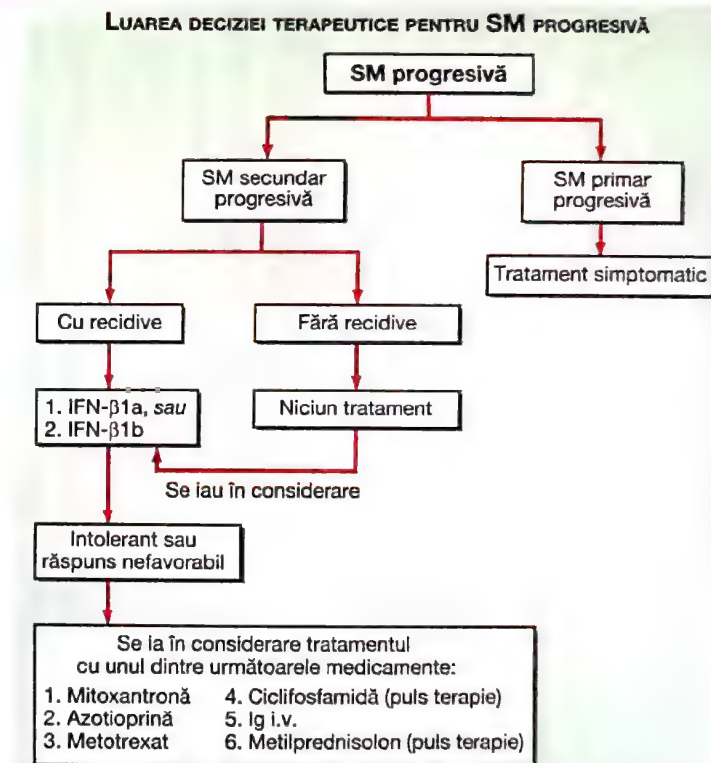 LUAREA DECIZIEI TERAPEUTICE PENTRU SM PROGRESIVĂ
SM progresivă
SM secundar
progresivă
SM primar
progresivă
Tratament simptomatic
Cu recidive
Fără recidive
1. IFN-β1a, sau
2. IFN-β1b
Niciun tratament
Se iau în considerare
Intolerant sau
răspuns nefavorabil
Se ia în considerare tratamentul
cu unul dintre următoarele medicamente:
1. Mitoxantronă
2. Azotioprină
3. Metotrexat
4. Ciclifosfamidă (puls terapie)
5. Ig i.v.
6. Metilprednisolon (puls terapie)